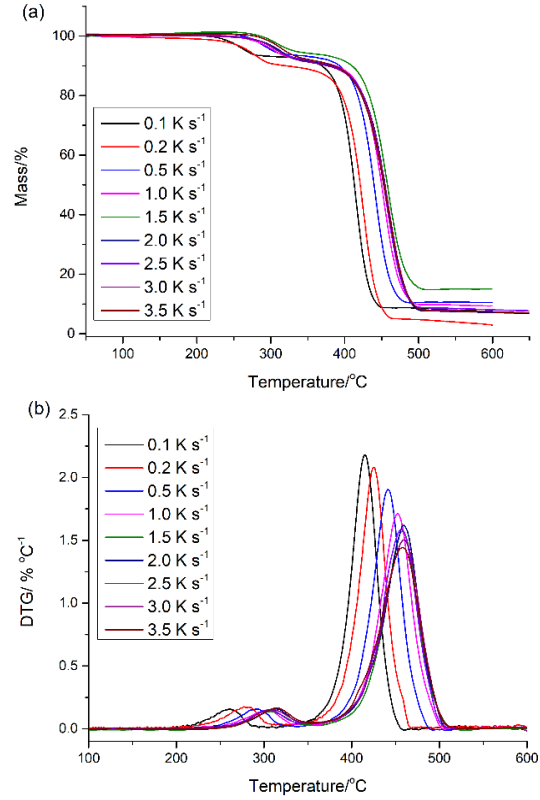 (a)
100
80
60
40
20
0
Mass/%
0.1 K s⁻¹
0.2 K s⁻¹
0.5 K s⁻¹
1.0 K s⁻¹
1.5 K s⁻¹
2.0 K s⁻¹
2.5 K s⁻¹
3.0 K s⁻¹
3.5 K s⁻¹
100 200 300 400 500 600
Temperature/°C
(b)
2.5
2.0
1.5
1.0
0.5
0.0
DTG/ % °C⁻¹
0.1 K s⁻¹
0.2 K s⁻¹
0.5 K s⁻¹
1.0 K s⁻¹
1.5 K s⁻¹
2.0 K s⁻¹
2.5 K s⁻¹
3.0 K s⁻¹
3.5 K s⁻¹
100 200 300 400 500 600
Temperature/°C